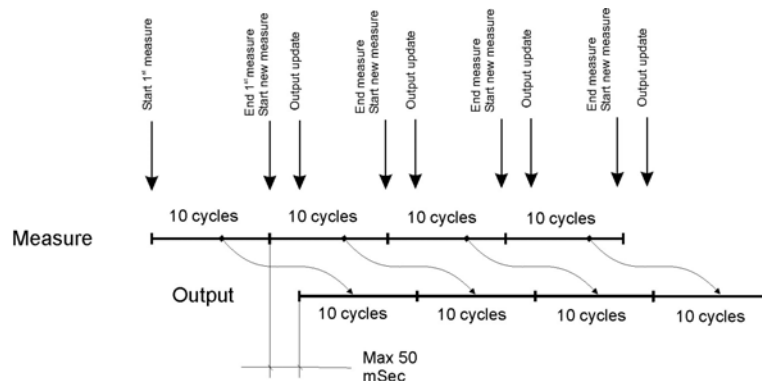 Start 1st measure
End 1st measure
Start new measure
Output update
End measure
Start new measure
Output update
End measure
Start new measure
Output update
End measure
Start new measure
Output update
10 cycles
10 cycles
10 cycles
10 cycles
Measure
Output
10 cycles
10 cycles
10 cycles
10 cycles
Max 50
mSec